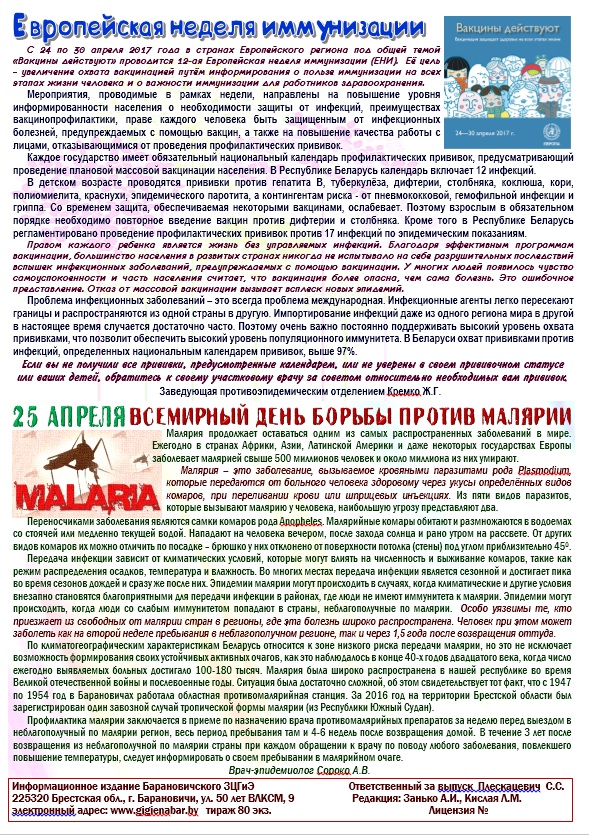 Европейская неделя иммунизации
Вакцины действуют
24—30 апреля 2017 г.
С 24 по 30 апреля 2017 года в странах Европейского региона под общей темой
«Вакцины действуют» проводится 12-ая Европейская неделя иммунизации (ЕНИ). Её цель
– увеличение охвата вакцинацией путём информирования о пользе иммунизации на всех
этапах жизни человека и о важности иммунизации для работников здравоохранения.
Мероприятия, проводимые в рамках недели, направлены на повышение уровня
информированности населения о необходимости защиты от инфекций, преимуществах
вакцинопрофилактики, праве каждого человека быть защищенным от инфекционных
болезней, предупреждаемых с помощью вакцин, а также на повышение качества работы с
лицами, отказывающимися от проведения профилактических прививок.
Каждое государство имеет обязательный национальный календарь профилактических прививок, предусматривающий
проведение плановой массовой вакцинации населения. В Республике Беларусь календарь включает 12 инфекций.
В детском возрасте проводятся прививки против гепатита В, туберкулёза, дифтерии, столбняка, коклюша, кори,
полиомиелита, краснухи, эпидемического паротита, а контингентам риска - от пневмококковой, гемофильной инфекции и
гриппа. Со временем защита, обеспечиваемая некоторыми вакцинами, ослабевает. Поэтому взрослым в обязательном
порядке необходимо повторное введение вакцин против дифтерии и столбняка. Кроме того в Республике Беларусь
регламентировано проведение профилактических прививок против 17 инфекций по эпидемическим показаниям.
Правом каждого ребенка является жизнь без управляемых инфекций. Благодаря эффективным программам
вакцинации, большинство населения в развитых странах никогда не испытывало на себе разрушительных последствий
вспышек инфекционных заболеваний, предупреждаемых с помощью вакцинации. У многих людей появилось чувство
самоуспокоенности и часть населения считает, что вакцинация более опасна, чем сама болезнь. Это ошибочное
представление. Отказ от массовой вакцинации вызывает всплеск новых эпидемий.
Проблема инфекционных заболеваний – это всегда проблема международная. Инфекционные агенты легко пересекают
границы и распространяются из одной страны в другую. Импортирование инфекций даже из одного региона мира в другой
в настоящее время случается достаточно часто. Поэтому очень важно постоянно поддерживать высокий уровень охвата
прививками, что позволит обеспечить высокий уровень популяционного иммунитета. В Беларуси охват прививками против
инфекций, определенных национальным календарем прививок, выше 97%.
Если вы не получили все прививки, предусмотренные календарем, или не уверены в своем прививочном статусе
или ваших детей, обратитесь к своему участковому врачу за советом относительно необходимых вам прививок.
Заведующая противоэпидемическим отделением Кремко Ж.Г.
25 АПРЕЛЯ ВСЕМИРНЫЙ ДЕНЬ БОРЬБЫ ПРОТИВ МАЛЯРИИ
MALARIA
Малярия продолжает оставаться одним из самых распространенных заболеваний в мире.
Ежегодно в странах Африки, Азии, Латинской Америки и даже некоторых государствах Европы
заболевает малярией свыше 500 миллионов человек и около миллиона из них умирают.
Малярия – это заболевание, вызываемое кровяными паразитами рода Plasmodium,
которые передаются от больного человека здоровому через укусы определённых видов
комаров, при переливании крови или шприцевых инъекциях. Из пяти видов паразитов,
которые вызывают малярию у человека, наибольшую угрозу представляют два.
Переносчиками заболевания являются самки комаров рода Anopheles. Малярийные комары обитают и размножаются в водоемах
со стоячей или медленно текущей водой. Нападают на человека вечером, после захода солнца и рано утром на рассвете. От других
видов комаров их можно отличить по посадке – брюшко у них отклонено от поверхности потолка (стены) под углом приблизительно 45º.
Передача инфекции зависит от климатических условий, которые могут влиять на численность и выживание комаров, такие как
режим распределения осадков, температура и влажность. Во многих местах передача инфекции является сезонной и достигает пика
во время сезонов дождей и сразу же после них. Эпидемии малярии могут происходить в случаях, когда климатические и другие условия
внезапно становятся благоприятными для передачи инфекции в районах, где люди не имеют иммунитета к малярии. Эпидемии могут
происходить, когда люди со слабым иммунитетом попадают в страны, неблагополучные по малярии. Особо уязвимы те, кто
приезжает из свободных от малярии стран в регионы, где эта болезнь широко распространена. Человек при этом может
заболеть как на второй неделе пребывания в неблагополучном регионе, так и через 1,5 года после возвращения оттуда.
По климатогеографическим характеристикам Беларусь относится к зоне низкого риска передачи малярии, но это не исключает
возможность формирования своих устойчивых активных очагов, как это наблюдалось в конце 40-х годов двадцатого века, когда число
ежегодно выявляемых больных достигало 100-180 тысяч. Малярия была широко распространена в нашей республике во время
Великой отечественной войны и послевоенные годы. Ситуация была достаточно сложной, об этом свидетельствует тот факт, что с 1947
по 1954 год в Барановичах работала областная противомалярийная станция. За 2016 год на территории Брестской области был
зарегистрирован один завозной случай тропической формы малярии (из Республики Южный Судан).
Профилактика малярии заключается в приеме по назначению врача противомалярийных препаратов за неделю перед выездом в
неблагополучный по малярии регион, весь период пребывания там и 4-6 недель после возвращения домой. В течение 3 лет после
возвращения из неблагополучной по малярии страны при каждом обращении к врачу по поводу любого заболевания, повлекшего
повышение температуры, следует информировать о своем пребывании в малярийном очаге.
Врач-эпидемиолог Сороко А.В.
Информационное издание Барановичского ЗЦГиЭ Ответственный за выпуск Плескацевич С.С.
225320 Брестская обл., г. Барановичи, ул. 50 лет ВЛКСМ, 9 Редакция: Занько А.И., Кислая Л.М.
электронный адрес: www.gigienabar.by тираж 80 экз. Лицензия №